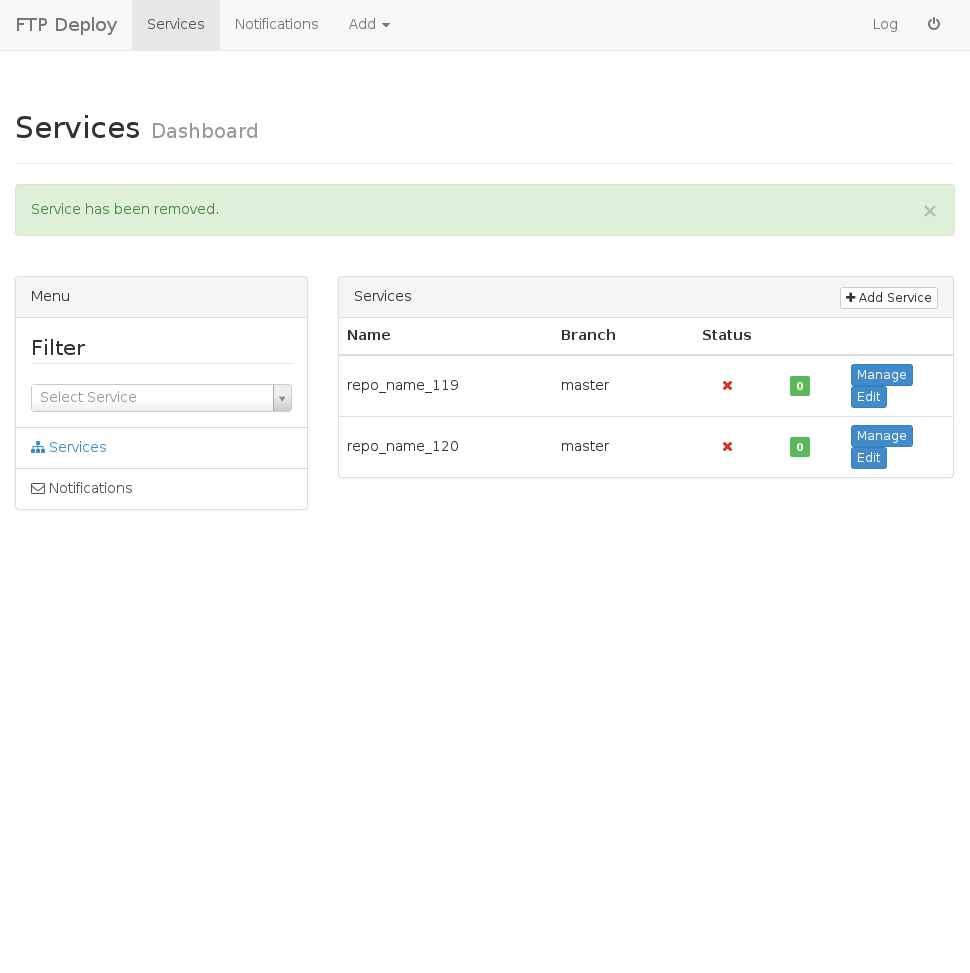 FTP Deploy Services Notifications Add Log
Services Dashboard
Service has been removed. ×
Menu
Filter
Select Service
Services
Notifications
Services Add Service
Name Branch Status
repo_name_119 master 0 Manage
Edit
repo_name_120 master 0 Manage
Edit